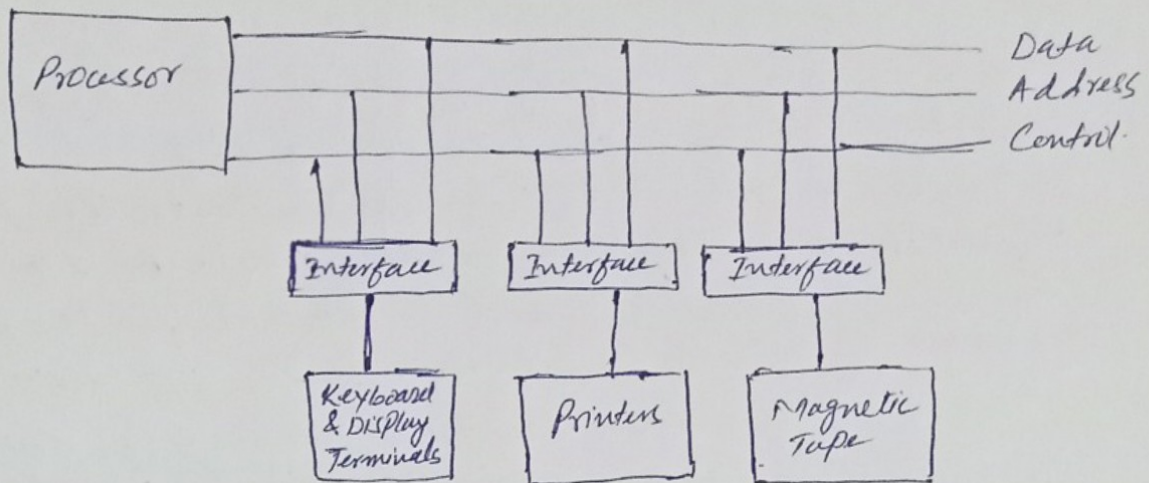 Processor
Data
Address
Control.
Interface
Interface
Interface
Keyboard
& Display
Terminals
Printers
Magnetic
Tape